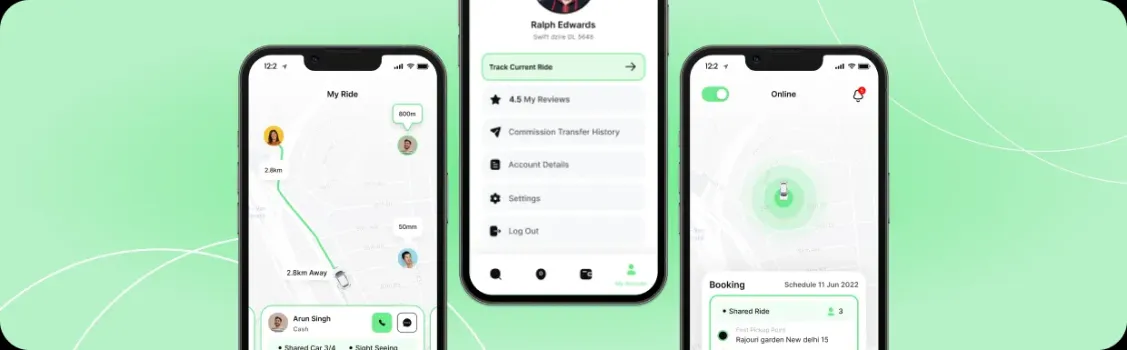 12:2
My Ride
800m
2.8km
50mm
2.8km Away
Arun Singh
Cash
• Shared Car 3/4 • Sight Seeing
Ralph Edwards
Swift dzire DL 5649
Track Current Ride
4.5 My Reviews
Commission Transfer History
Account Details
Settings
Log Out
My Account
12:2
Online
Booking
Schedule 11 Jun 2022
• Shared Ride
3
First Pickup Point
Rajouri garden New delhi 15